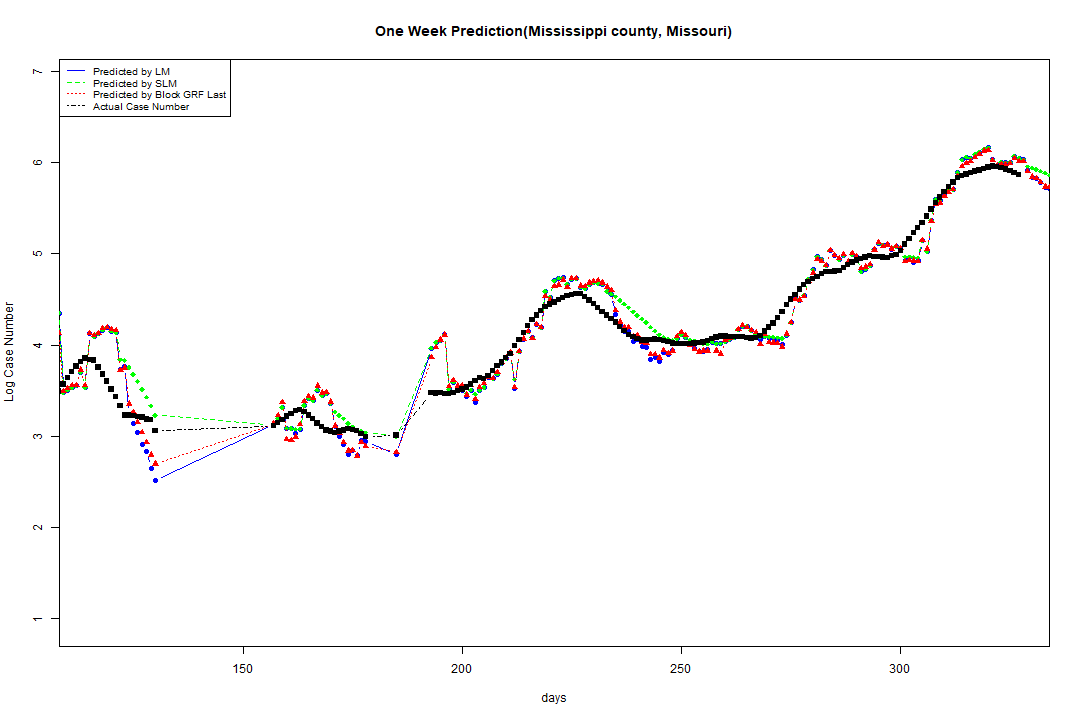 One Week Prediction(Mississippi county, Missouri)
Predicted by LM
Predicted by SLM
Predicted by Block GRF Last
Actual Case Number
7
6
5
4
3
2
1
Log Case Number
150 200 250 300
days